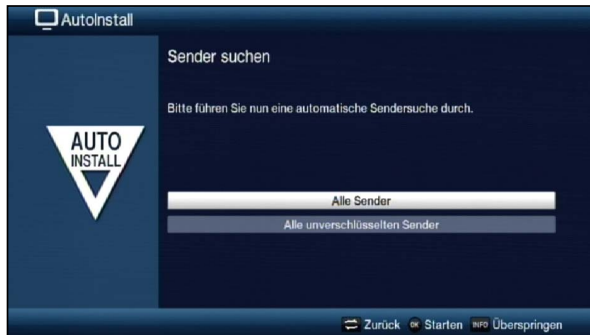 AutoInstall
Sender suchen
Bitte führen Sie nun eine automatische Sendersuche durch.
AUTO
INSTALL
Alle Sender
Alle unverschlüsselten Sender
Zurück OK Starten INFO Überspringen